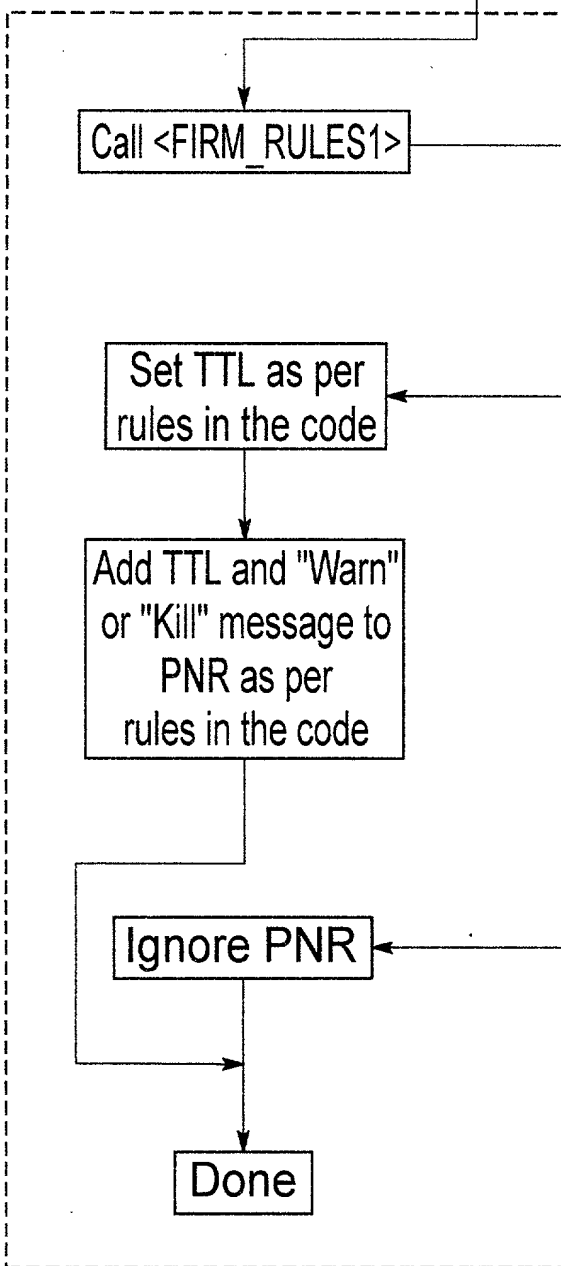 Call <FIRM_RULES1>
Set TTL as per
rules in the code
Add TTL and "Warn"
or "Kill" message to
PNR as per
rules in the code
Ignore PNR
Done